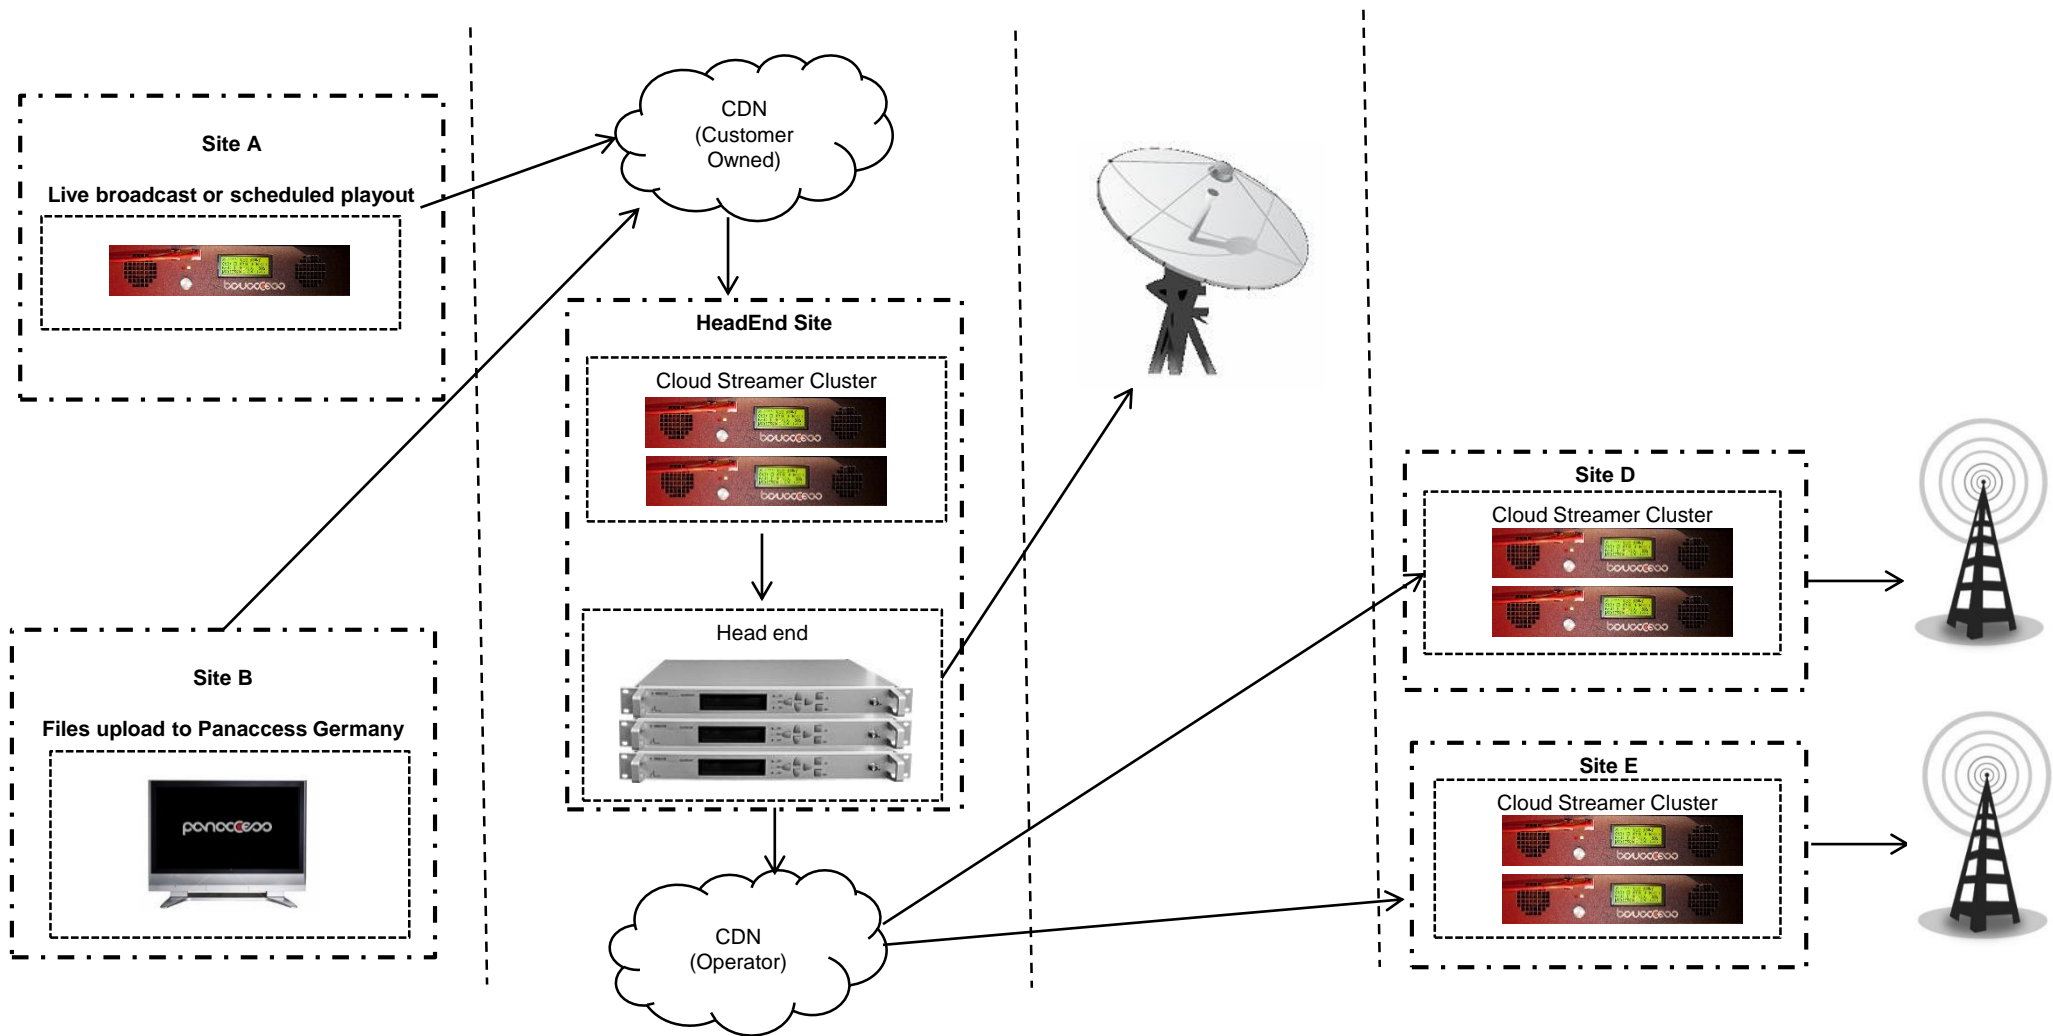 Site A
Live broadcast or scheduled playout
Site B
Files upload to Panaccess Germany
panaccess
CDN
(Customer
Owned)
HeadEnd Site
Cloud Streamer Cluster
Head end
CDN
(Operator)
Site D
Cloud Streamer Cluster
Site E
Cloud Streamer Cluster